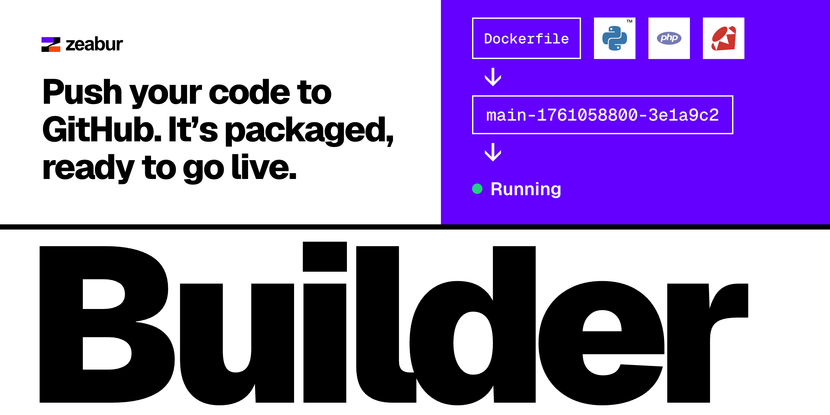 zeabur
Push your code to
GitHub. It’s packaged,
ready to go live.
Dockerfile
TM
php
main-1761058800-3e1a9c2
Running
Builder